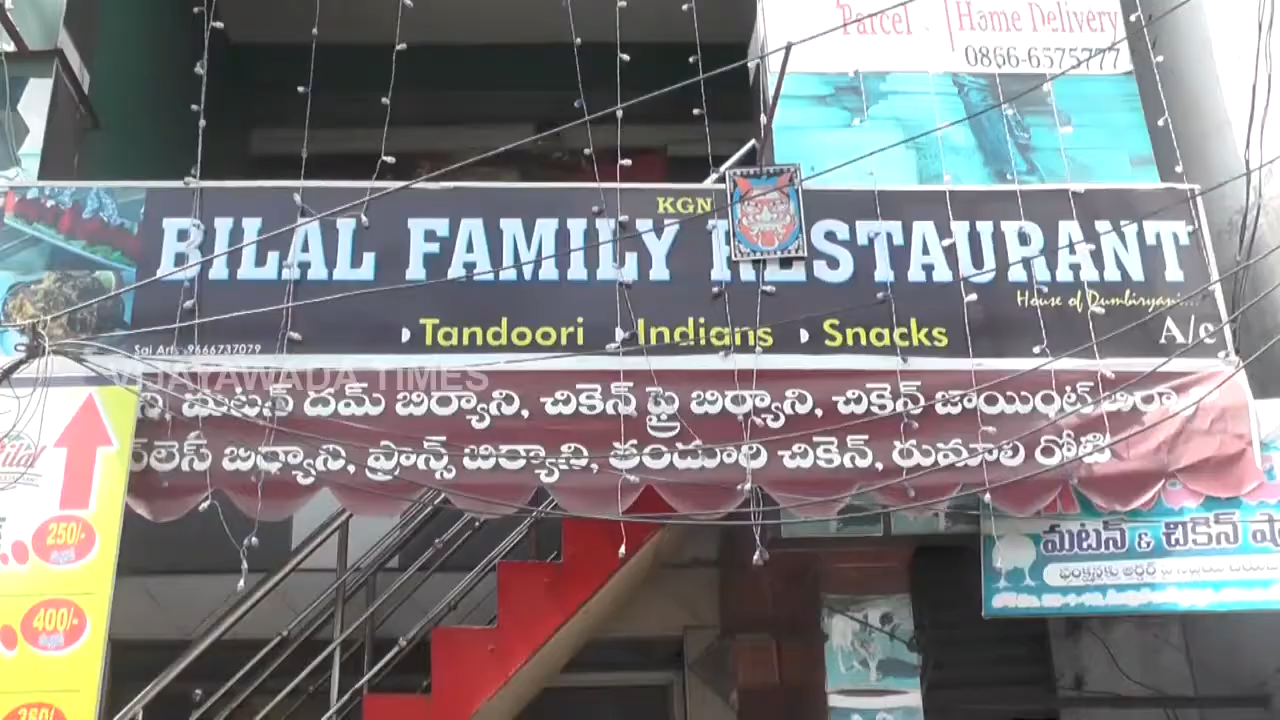 Parcel
Home Delivery
0866-6575777
KGN
BILAL FAMILY RESTAURANT
House of Dumbiryani....
Tandoori Indians Snacks
A/c
Sai Arts 9666737079
VIJAYAWADA TIMES
మటన్ దమ్ బిర్యాని, చికెన్ ఫ్రై బిర్యాని, చికెన్ జాయింట్ బిర్యా
బిర్యాని, ఫ్రాన్స్ బిర్యాని, తండూరి చికెన్, రుమాలి రోటి
250/-
400/-
మటన్ & చికెన్